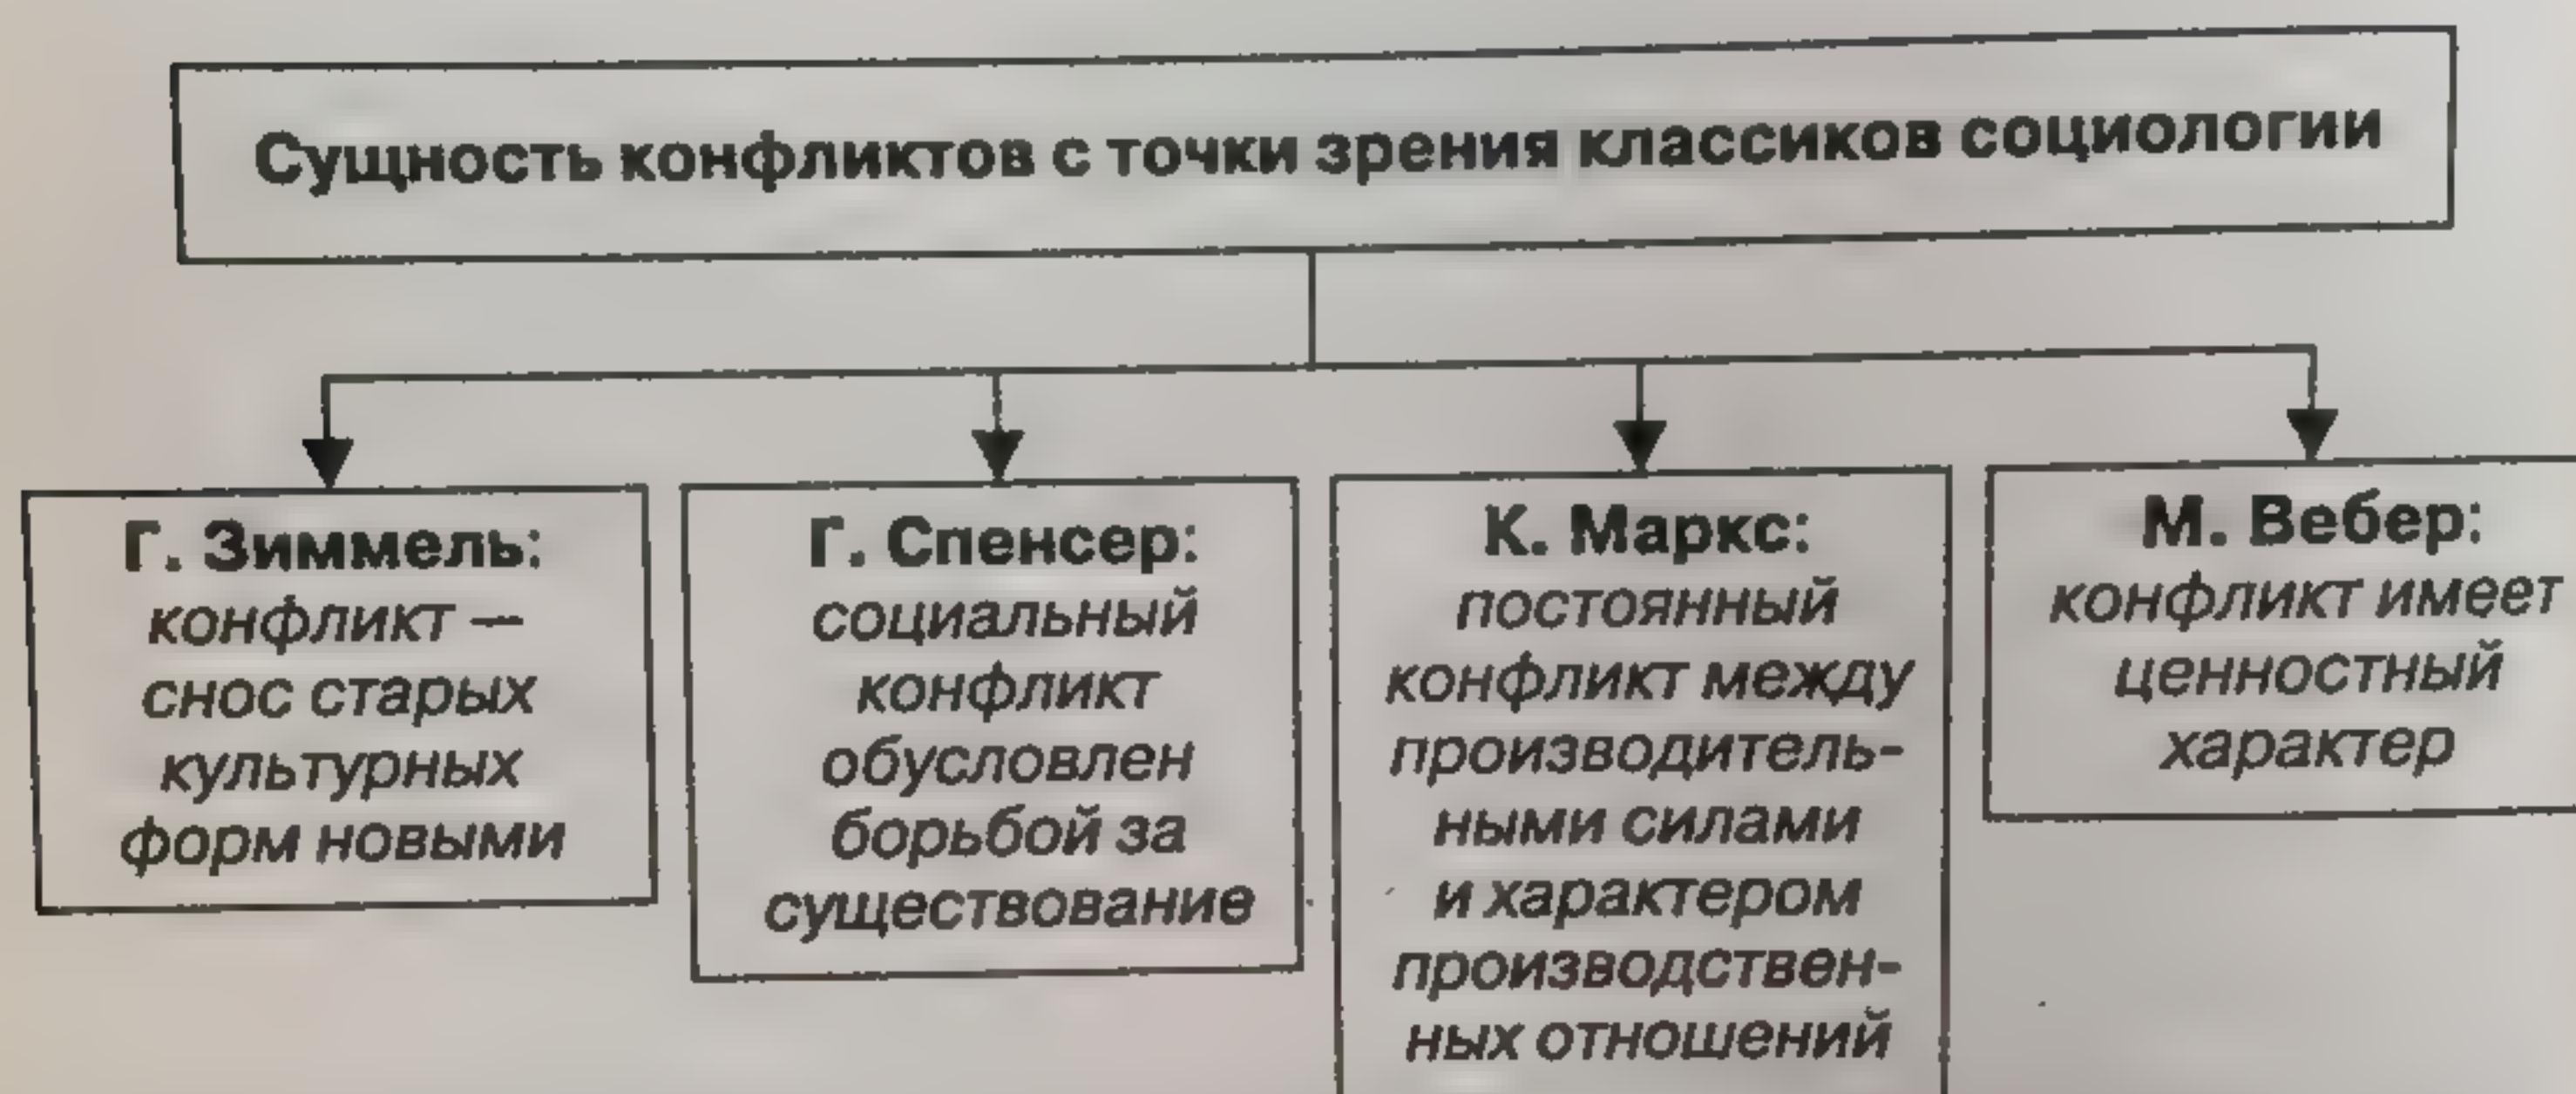 Сущность конфликтов с точки зрения классиков социологии
Г. Зиммель:
конфликт —
снос старых
культурных
форм новыми
Г. Спенсер:
социальный
конфликт
обусловлен
борьбой за
существование
К. Маркс:
постоянный
конфликт между
производитель-
ными силами
и характером
производствен-
ных отношений
М. Вебер:
конфликт имеет
ценностный
характер